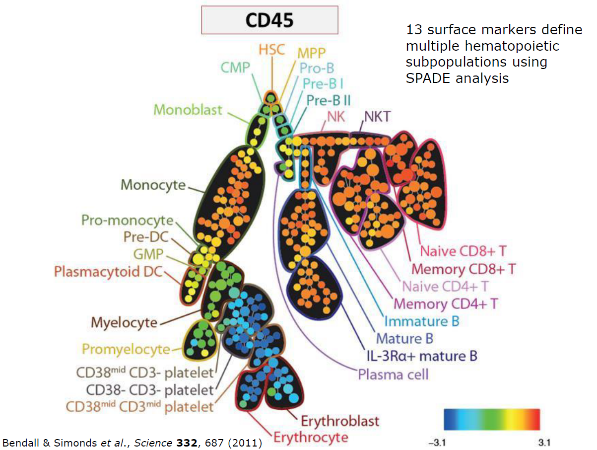 CD45
13 surface markers define
multiple hematopoietic
subpopulations using
SPADE analysis
HSC
MPP
CMP
Pro-B
Pre-B I
Pre-B II
Monoblast
NK
NKT
Monocyte
Pro-monocyte
Pre-DC
GMP
Plasmacytoid DC
Naive CD8+ T
Memory CD8+ T
Naive CD4+ T
Memory CD4+ T
Myelocyte
Immature B
Mature B
Promyelocyte
IL-3Rα+ mature B
CD38mid CD3- platelet
Plasma cell
CD38- CD3- platelet
CD38mid CD3mid platelet
Erythroblast
Erythrocyte
-3.1 3.1
Bendall & Simonds et al., Science 332, 687 (2011)